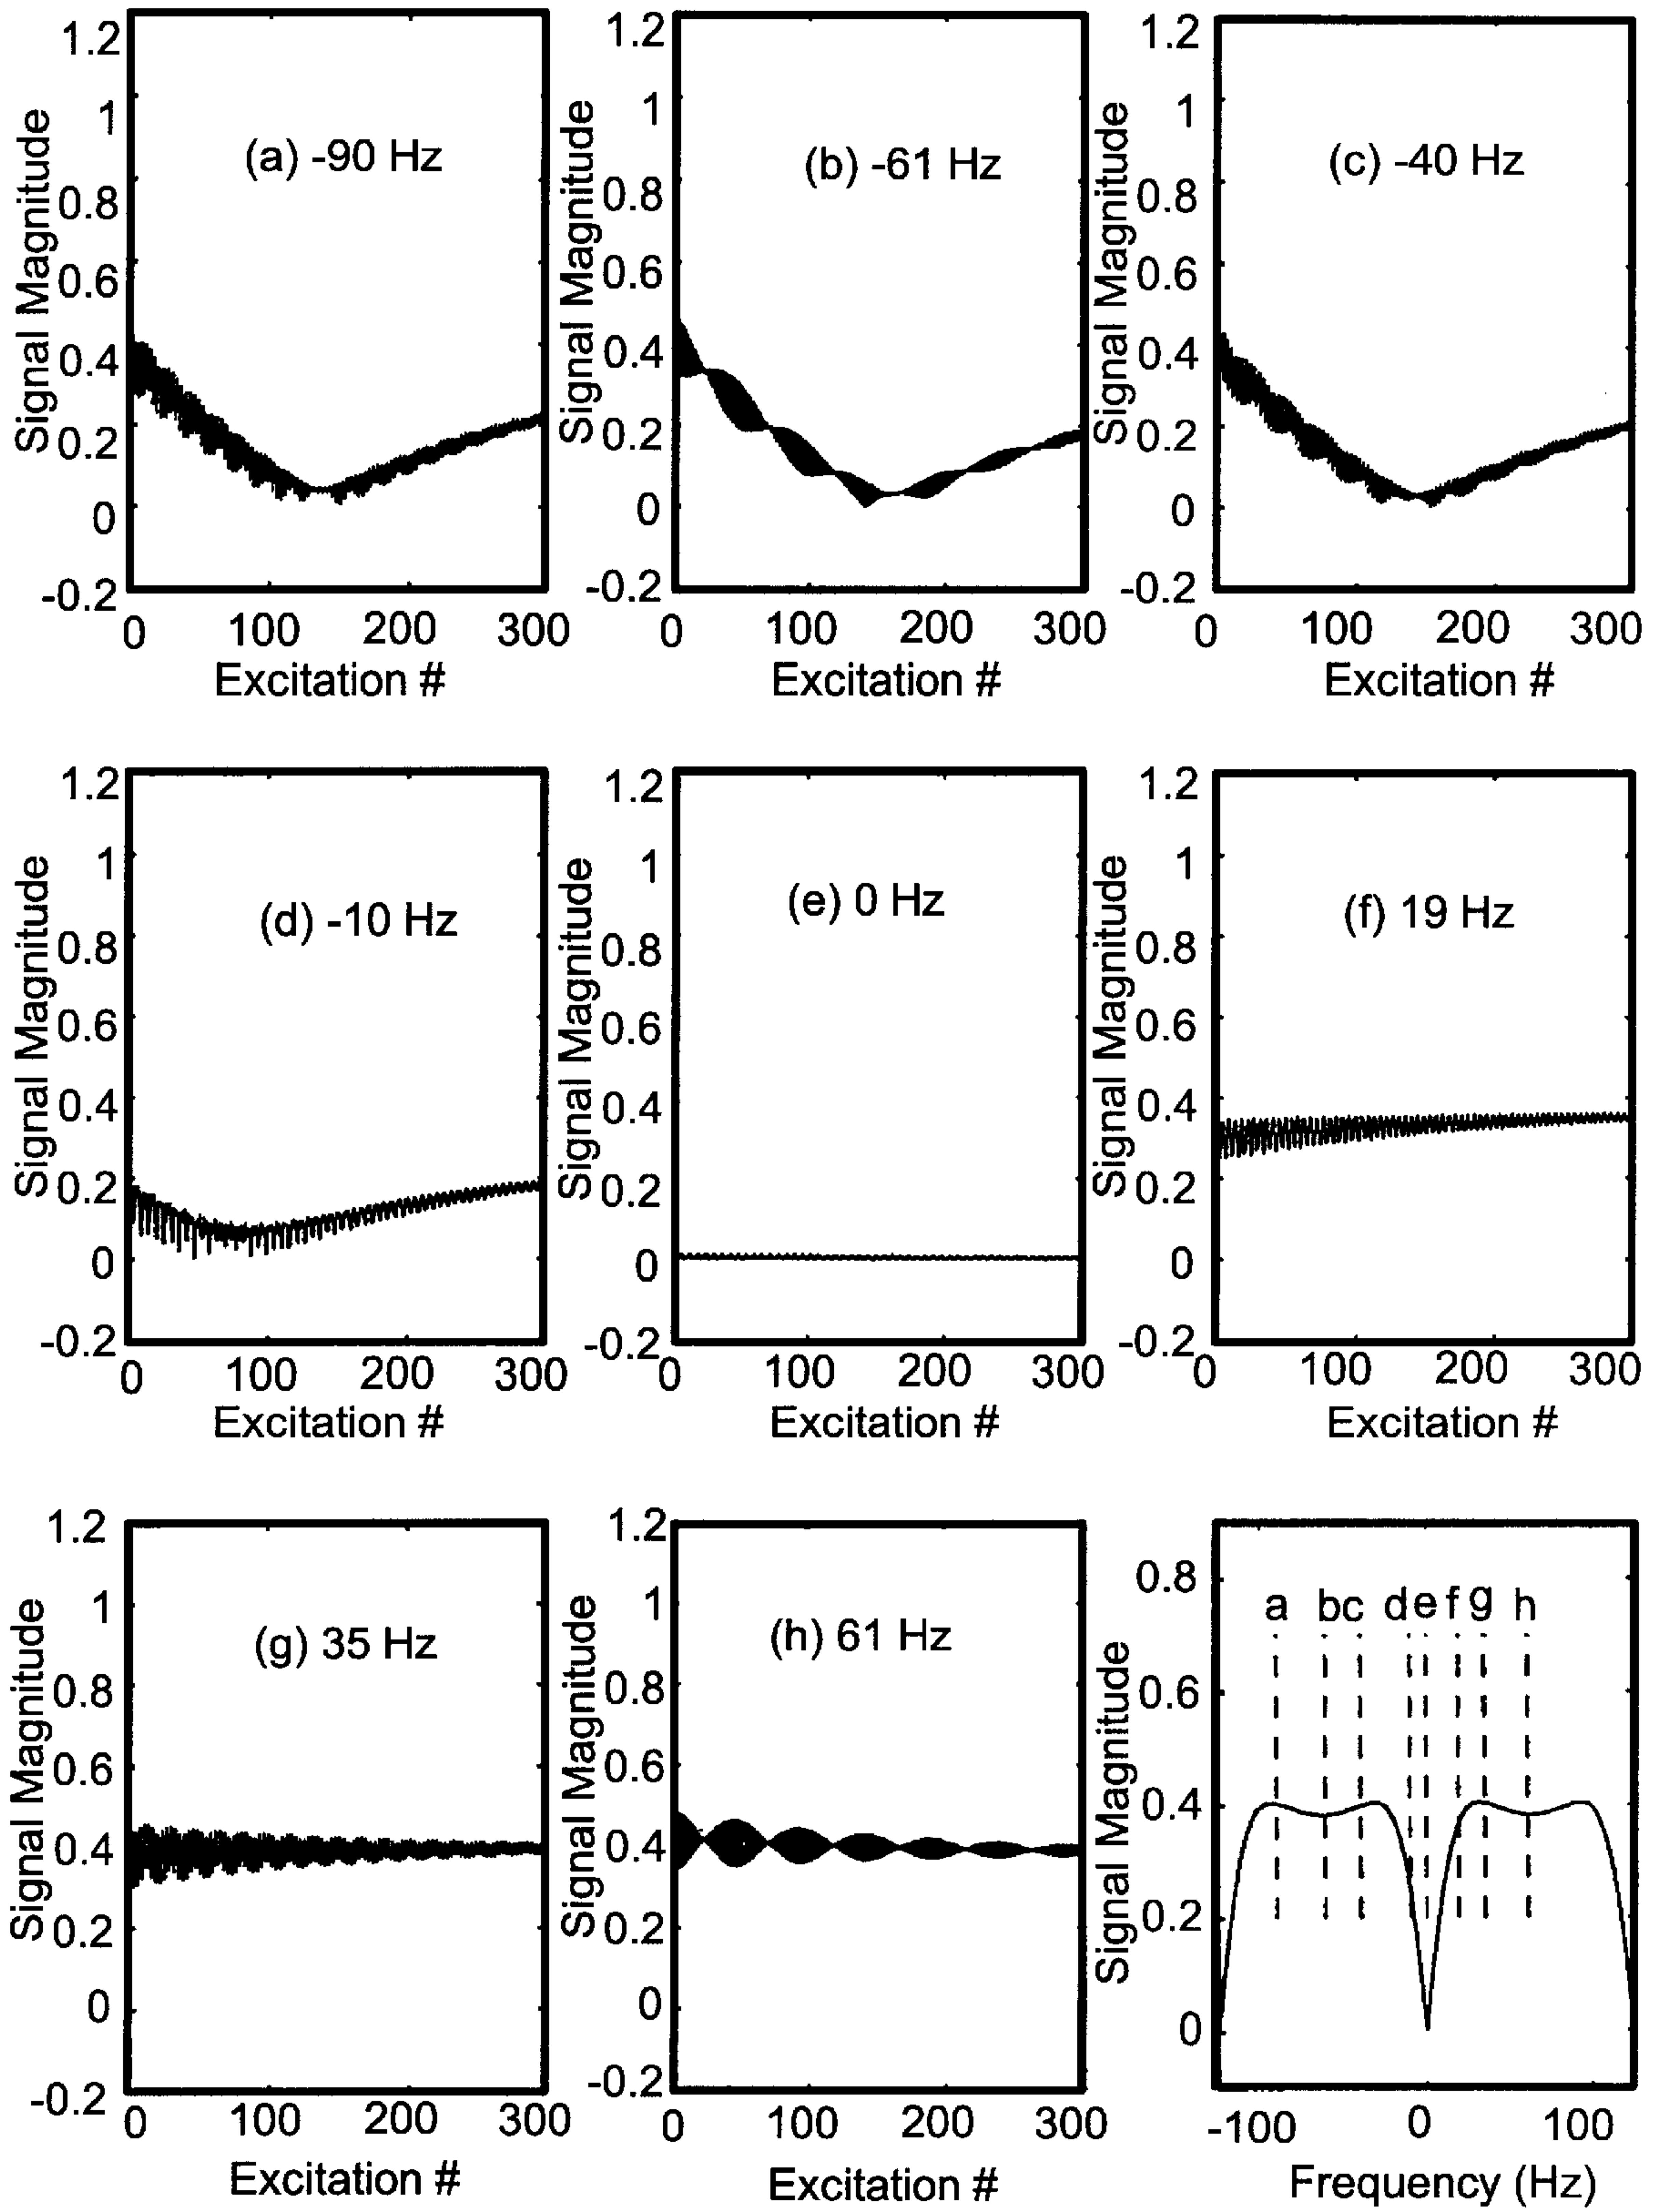 1.2
1
0.8
0.6
0.4
0.2
0
-0.2
Signal Magnitude
(a) -90 Hz
0 100 200 300
Excitation #
1.2
1
0.8
0.6
0.4
0.2
0
-0.2
Signal Magnitude
(b) -61 Hz
0 100 200 300
Excitation #
1.2
1
0.8
0.6
0.4
0.2
0
-0.2
Signal Magnitude
(c) -40 Hz
0 100 200 300
Excitation #
1.2
1
0.8
0.6
0.4
0.2
0
-0.2
Signal Magnitude
(d) -10 Hz
0 100 200 300
Excitation #
1.2
1
0.8
0.6
0.4
0.2
0
-0.2
Signal Magnitude
(e) 0 Hz
0 100 200 300
Excitation #
1.2
1
0.8
0.6
0.4
0.2
0
-0.2
Signal Magnitude
(f) 19 Hz
0 100 200 300
Excitation #
1.2
1
0.8
0.6
0.4
0.2
0
-0.2
Signal Magnitude
(g) 35 Hz
0 100 200 300
Excitation #
1.2
1
0.8
0.6
0.4
0.2
0
-0.2
Signal Magnitude
(h) 61 Hz
0 100 200 300
Excitation #
0.8
0.6
0.4
0.2
0
Signal Magnitude
a bc d e f g h
-100 0 100
Frequency (Hz)